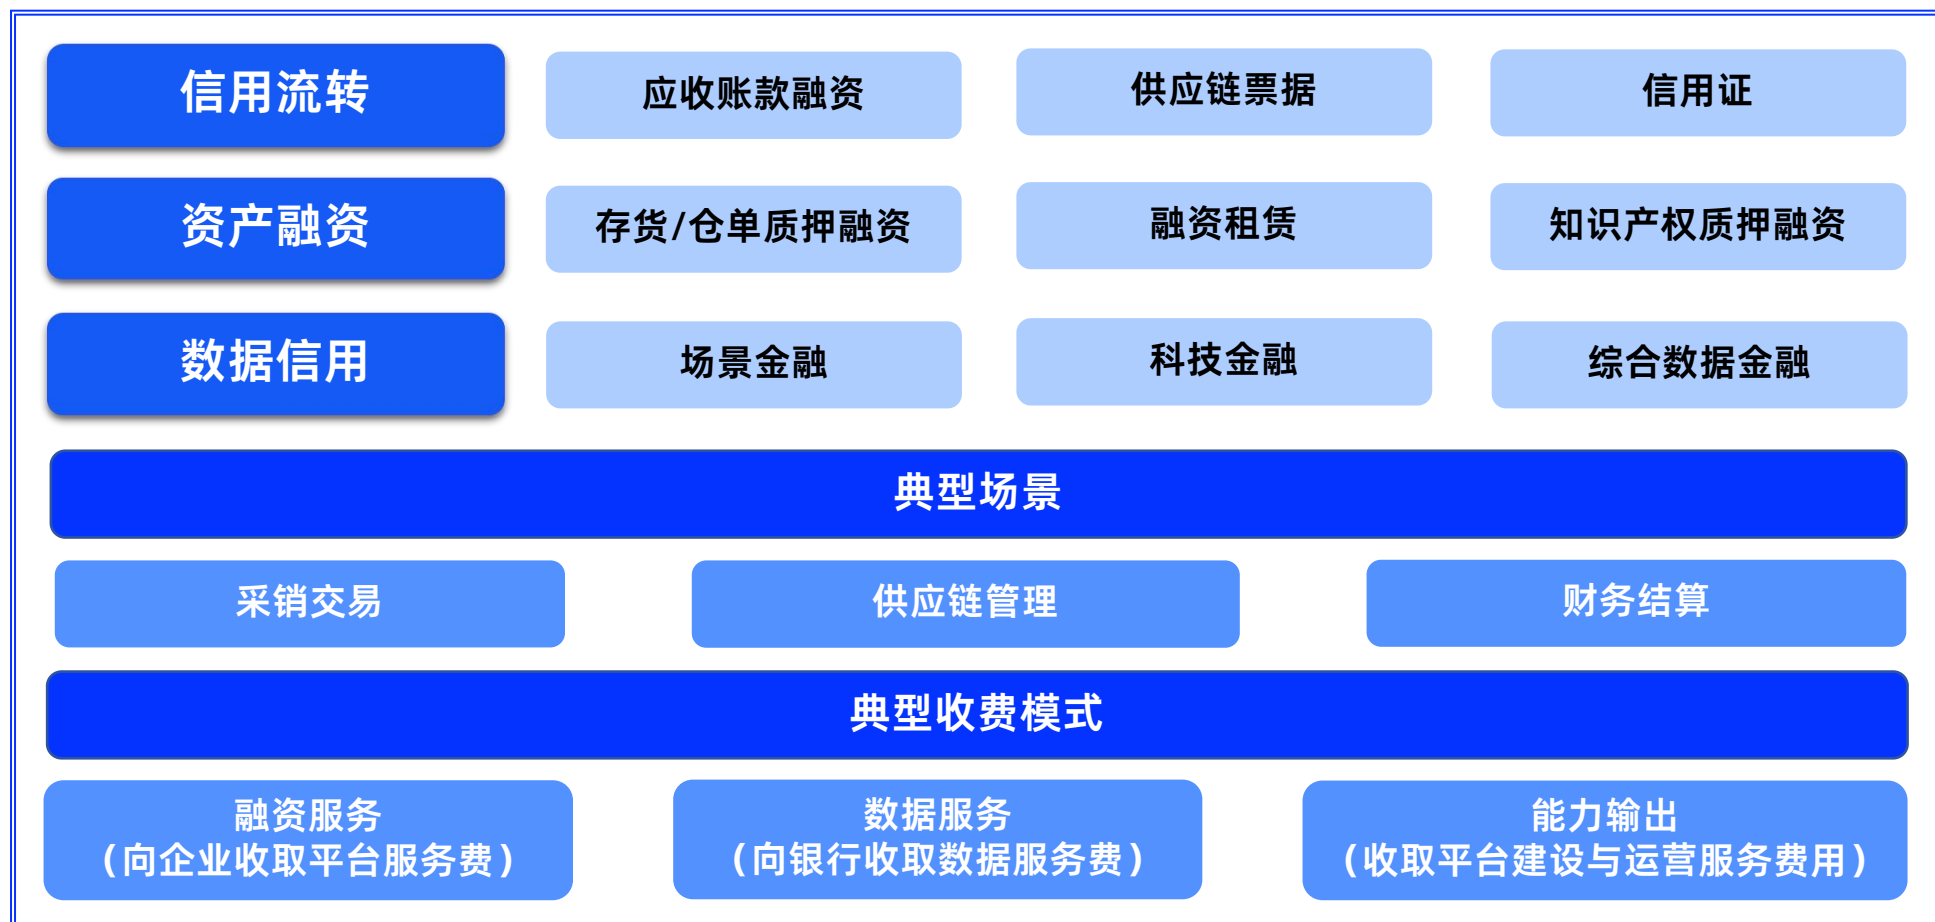 信用流转
应收账款融资
供应链票据
信用证
资产融资
存货/仓单质押融资
融资租赁
知识产权质押融资
数据信用
场景金融
科技金融
综合数据金融
典型场景
采销交易
供应链管理
财务结算
典型收费模式
融资服务
(向企业收取平台服务费)
数据服务
(向银行收取数据服务费)
能力输出
(收取平台建设与运营服务费用)